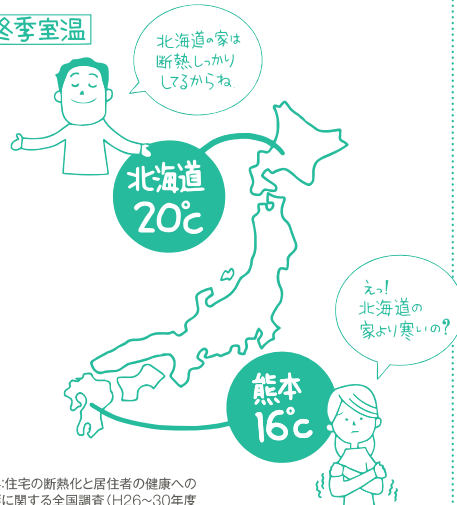 冬季室温
北海道の家は
断熱しっかり
してるからね
北海道
20℃
えっ!
北海道の
家より寒いの?
熊本
16℃
:住宅の断熱化と居住者の健康への
に関する全国調査(H26〜30年度